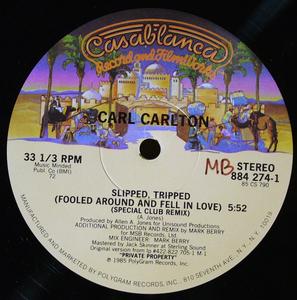 Casablanca
Record and Filmworks
CARL CARLTON
33 1/3 RPM
Music Minded
Publ. Co (BMI)
72
MB STEREO
884 274-1
85 CS 790
SLIPPED, TRIPPED
(FOOLED AROUND AND FELL IN LOVE) 5:52
(SPECIAL CLUB REMIX)
(A. Jones)
Produced by Allen A. Jones for Unsound Productions
ADDITIONAL PRODUCTION AND REMIX by MARK BERRY
for MSB Records, Ltd.
MIX ENGINEER: MARK BERRY
Mastered by Jack Skinner at Sterling Sound
Original version is from 422 822 705-1 M-1
"PRIVATE PROPERTY"
℗ 1985 PolyGram Records, Inc.
MANUFACTURED AND MARKETED BY POLYGRAM RECORDS, INC. 810 SEVENTH AVE. N.Y., N.Y. 10019